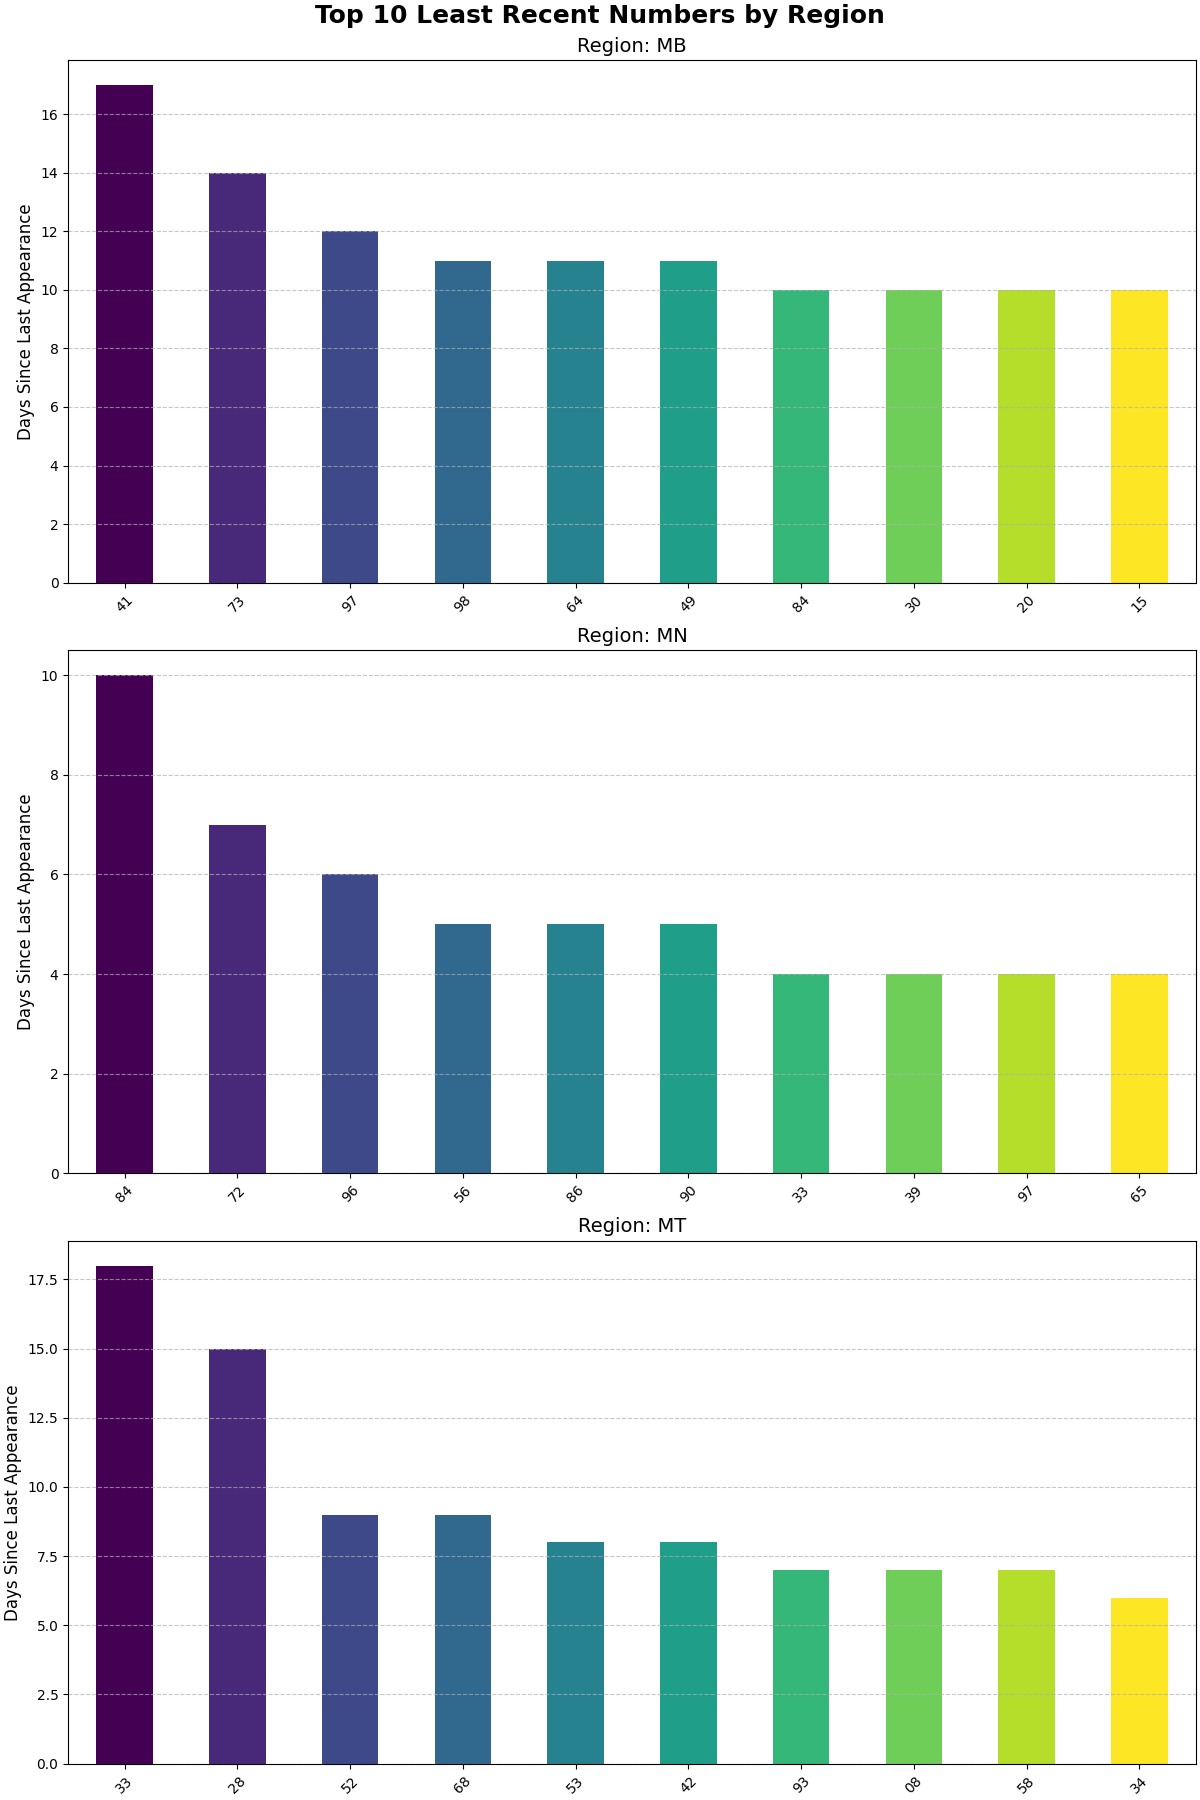 Top 10 Least Recent Numbers by Region
Region: MB
Days Since Last Appearance
16
14
12
10
8
6
4
2
0
41 73 97 98 64 49 84 30 20 15
Region: MN
Days Since Last Appearance
10
8
6
4
2
0
84 72 96 56 86 90 33 39 97 65
Region: MT
Days Since Last Appearance
17.5
15.0
12.5
10.0
7.5
5.0
2.5
0.0
33 28 52 68 53 42 93 08 58 34